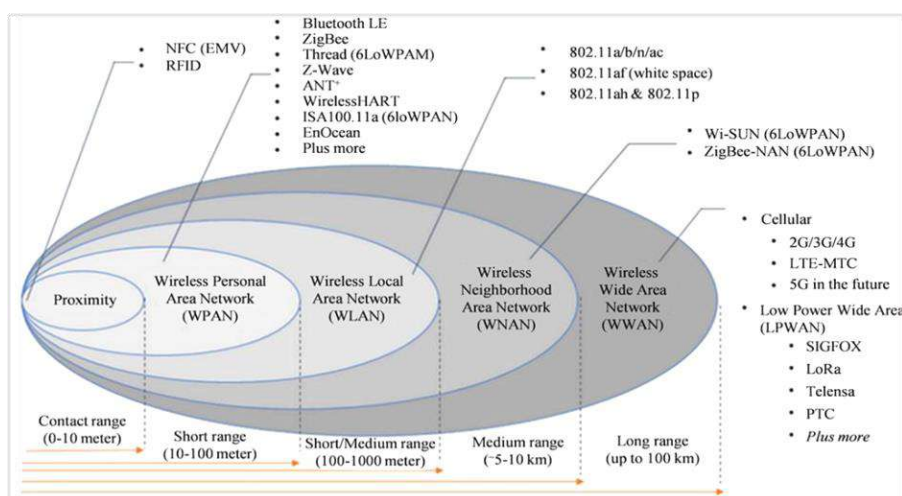 • NFC (EMV)
• RFID
• Bluetooth LE
• ZigBee
• Thread (6LoWPAM)
• Z-Wave
• ANT+
• WirelessHART
• ISA100.11a (6loWPAN)
• EnOcean
• Plus more
• 802.11a/b/n/ac
• 802.11af (white space)
• 802.11ah & 802.11p
• Wi-SUN (6LoWPAN)
• ZigBee-NAN (6LoWPAN)
• Cellular
• 2G/3G/4G
• LTE-MTC
• 5G in the future
• Low Power Wide Area
(LPWAN)
• SIGFOX
• LoRa
• Telensa
• PTC
• Plus more
Proximity
Wireless Personal
Area Network
(WPAN)
Wireless Local
Area Network
(WLAN)
Wireless
Neighborhood
Area Network
(WNAN)
Wireless
Wide Area
Network
(WWAN)
Contact range
(0-10 meter)
Short range
(10-100 meter)
Short/Medium range
(100-1000 meter)
Medium range
(~5-10 km)
Long range
(up to 100 km)